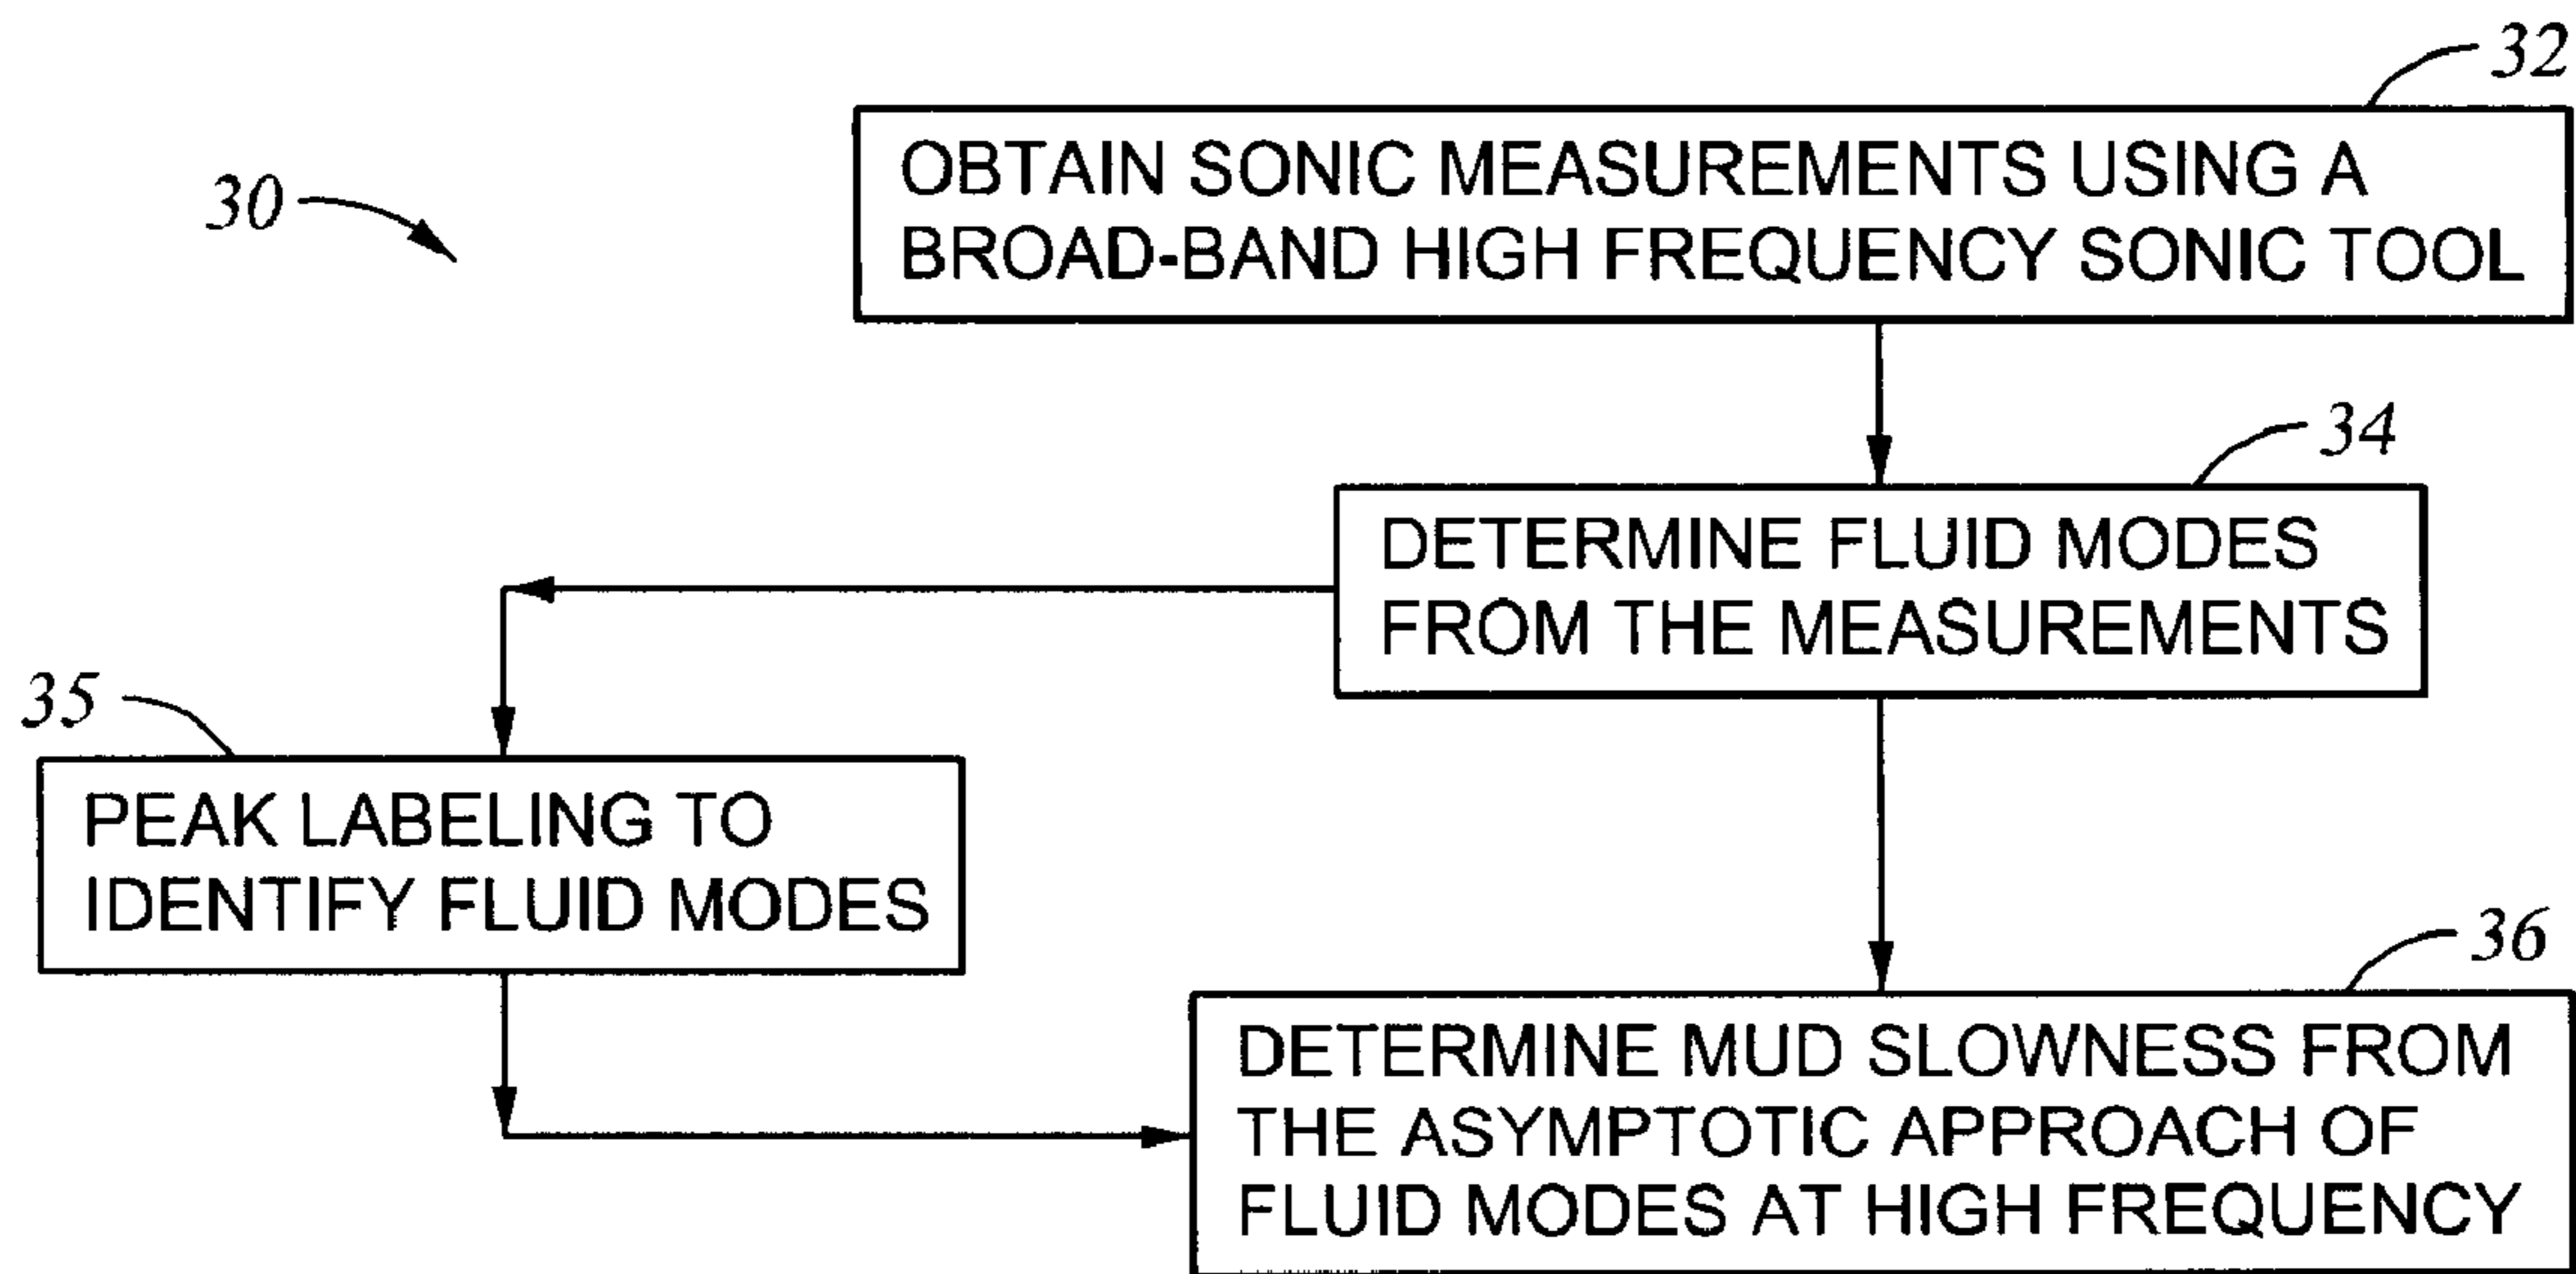 32
OBTAIN SONIC MEASUREMENTS USING A
BROAD-BAND HIGH FREQUENCY SONIC TOOL
30
34
DETERMINE FLUID MODES
FROM THE MEASUREMENTS
35
PEAK LABELING TO
IDENTIFY FLUID MODES
36
DETERMINE MUD SLOWNESS FROM
THE ASYMPTOTIC APPROACH OF
FLUID MODES AT HIGH FREQUENCY